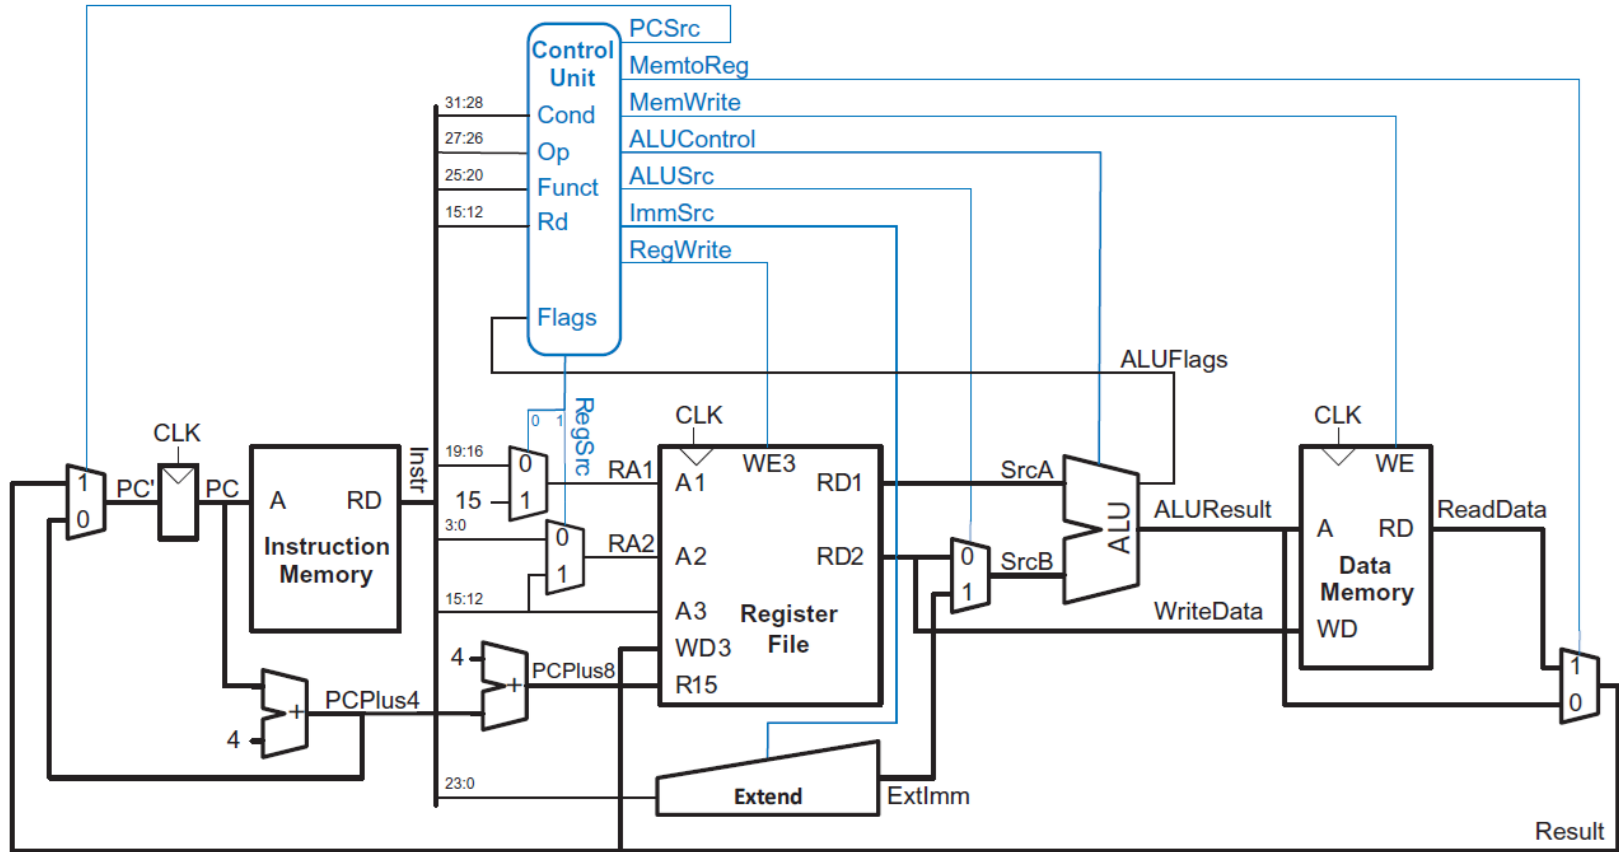 PCSrc
Control
Unit
MemtoReg
MemWrite
31:28
Cond
ALUControl
27:26
Op
ALUSrc
25:20
Funct
ImmSrc
15:12
Rd
RegWrite
Flags
ALUFlags
RegSrc
0 1
CLK
CLK
CLK
Instr
19:16
0
RA1
A1
WE3
RD1
SrcA
WE
1
PC'
PC
A
RD
15
1
ALU
ALUResult
A
RD
ReadData
0
3:0
0
Instruction
Memory
RA2
A2
RD2
0
SrcB
Data
Memory
1
1
15:12
A3
Register
File
WriteData
WD
4
WD3
PCPlus8
R15
+
1
PCPlus4
+
0
4
23:0
Extend
ExtImm
Result